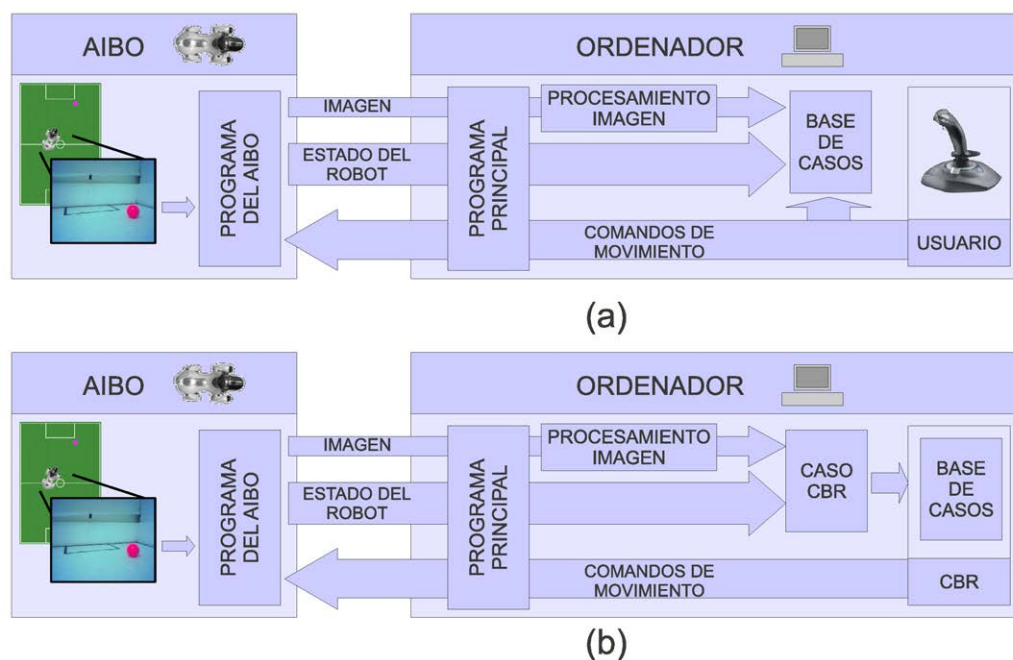 AIBO
ORDENADOR
PROGRAMA
DEL AIBO
IMAGEN
ESTADO DEL
ROBOT
PROGRAMA
PRINCIPAL
PROCESAMIENTO
IMAGEN
BASE
DE
CASOS
COMANDOS DE
MOVIMIENTO
USUARIO
(a)
AIBO
ORDENADOR
PROGRAMA
DEL AIBO
IMAGEN
ESTADO DEL
ROBOT
PROGRAMA
PRINCIPAL
PROCESAMIENTO
IMAGEN
CASO
CBR
BASE
DE
CASOS
COMANDOS DE
MOVIMIENTO
CBR
(b)